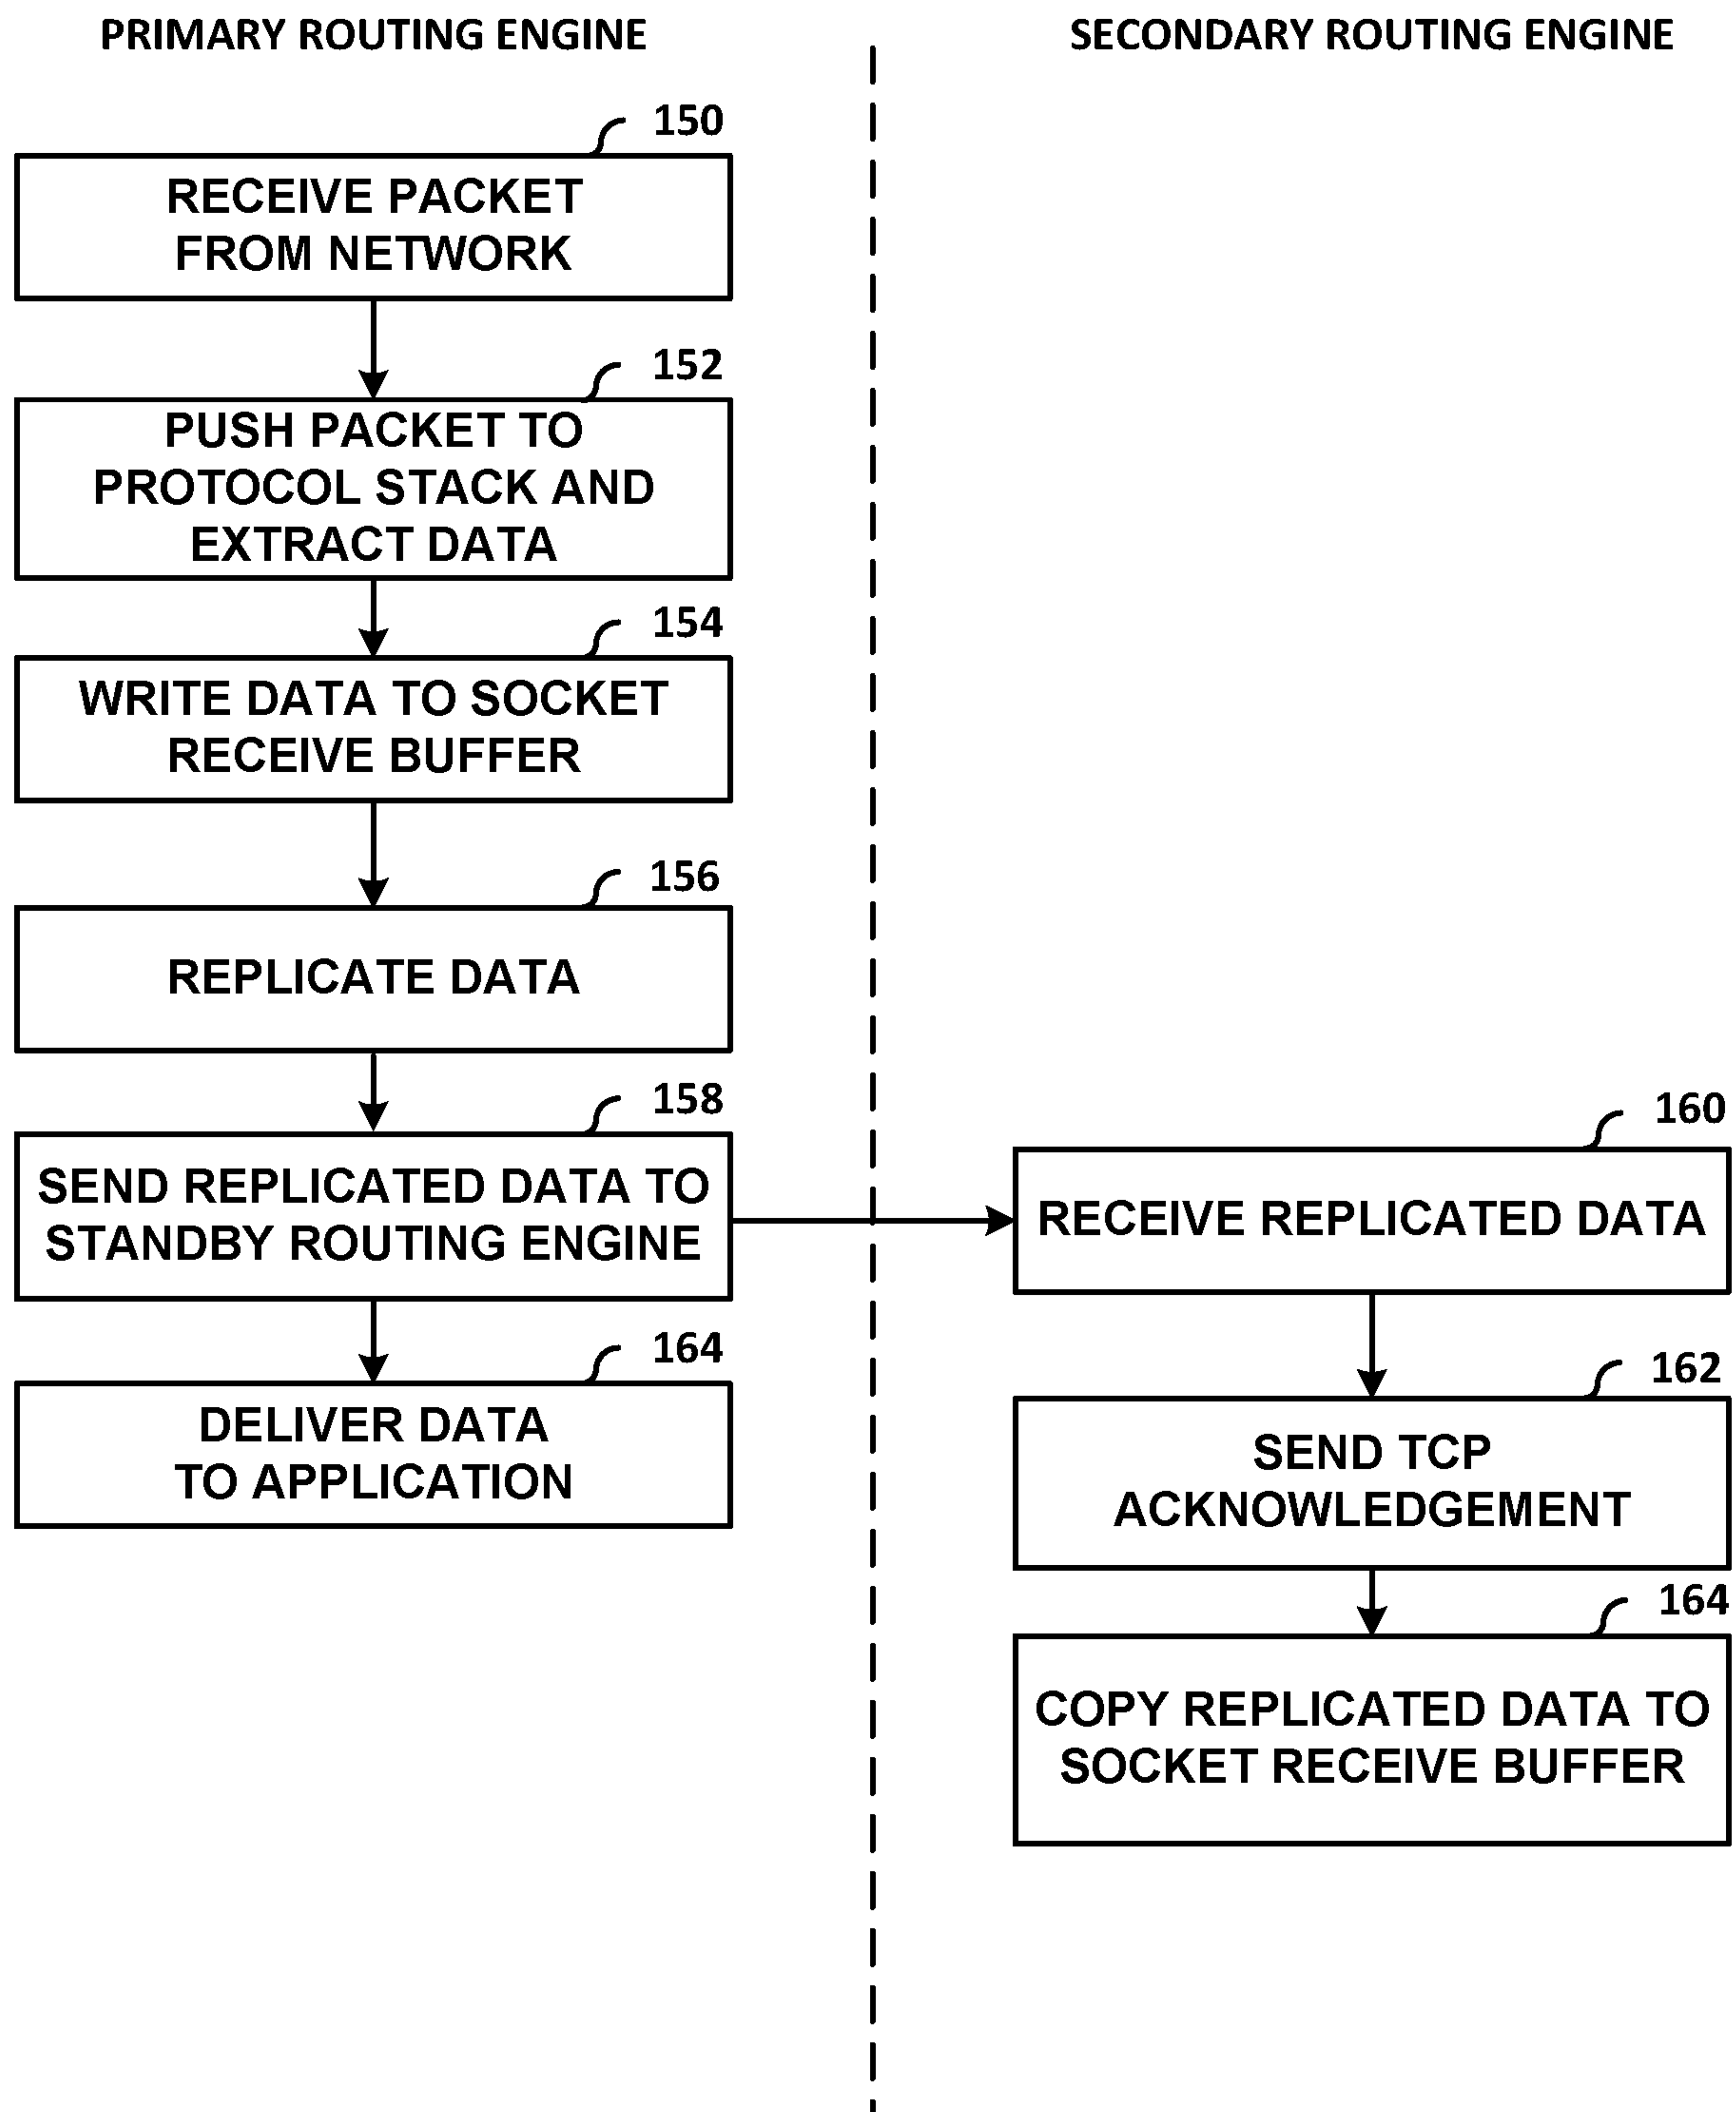 PRIMARY ROUTING ENGINE
SECONDARY ROUTING ENGINE
150
RECEIVE PACKET
FROM NETWORK
152
PUSH PACKET TO
PROTOCOL STACK AND
EXTRACT DATA
154
WRITE DATA TO SOCKET
RECEIVE BUFFER
156
REPLICATE DATA
158
SEND REPLICATED DATA TO
STANDBY ROUTING ENGINE
164
DELIVER DATA
TO APPLICATION
160
RECEIVE REPLICATED DATA
162
SEND TCP
ACKNOWLEDGEMENT
164
COPY REPLICATED DATA TO
SOCKET RECEIVE BUFFER